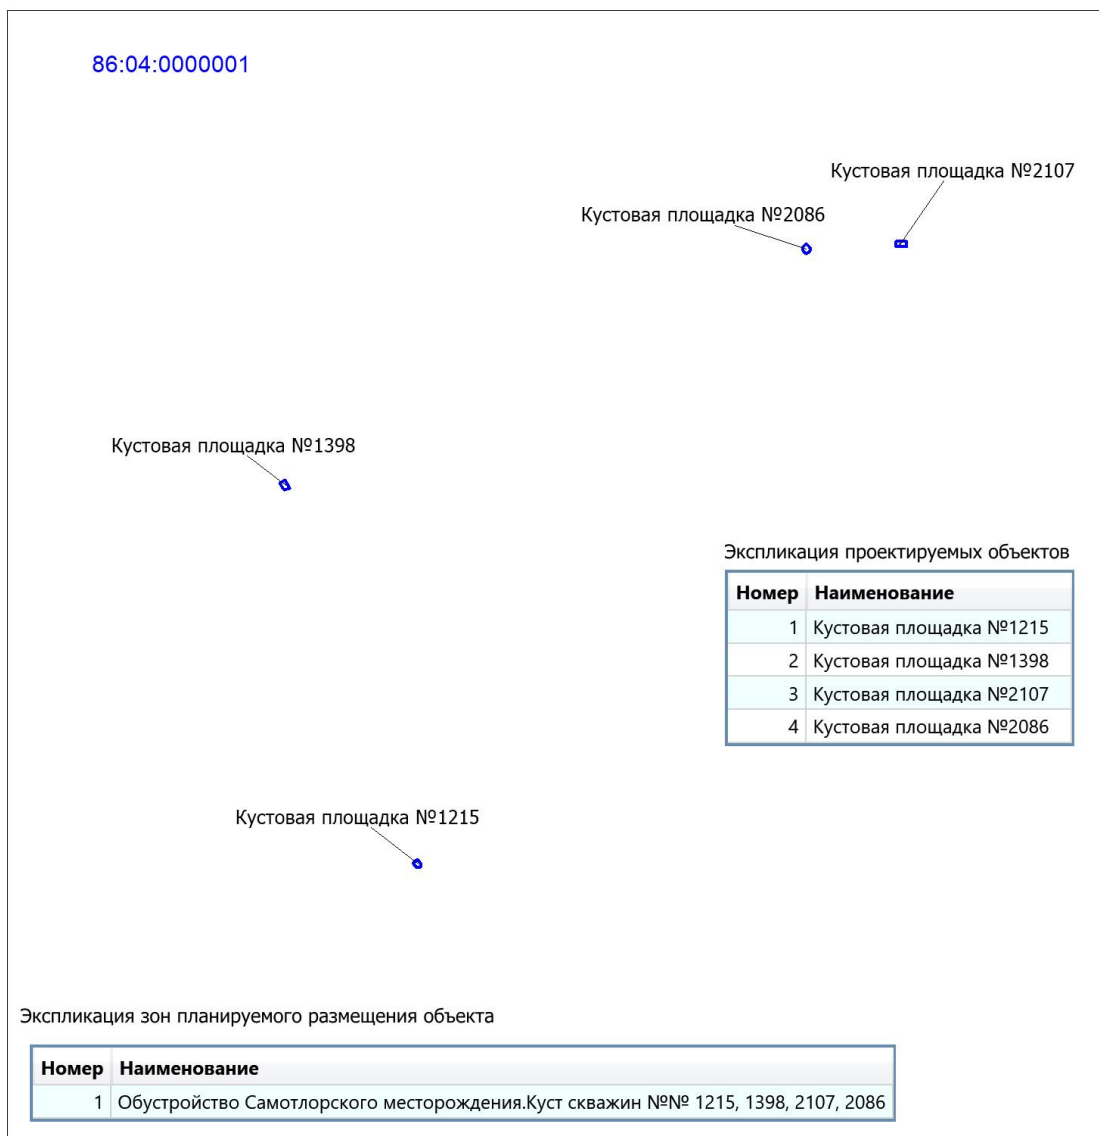 86:04:0000001
Кустовая площадка №2107
Кустовая площадка №2086
Кустовая площадка №1398
Экспликация проектируемых объектов
Номер Наименование
1 Кустовая площадка №1215
2 Кустовая площадка №1398
3 Кустовая площадка №2107
4 Кустовая площадка №2086
Кустовая площадка №1215
Экспликация зон планируемого размещения объекта
Номер Наименование
1 Обустройство Самотлорского месторождения.Куст скважин №№ 1215, 1398, 2107, 2086